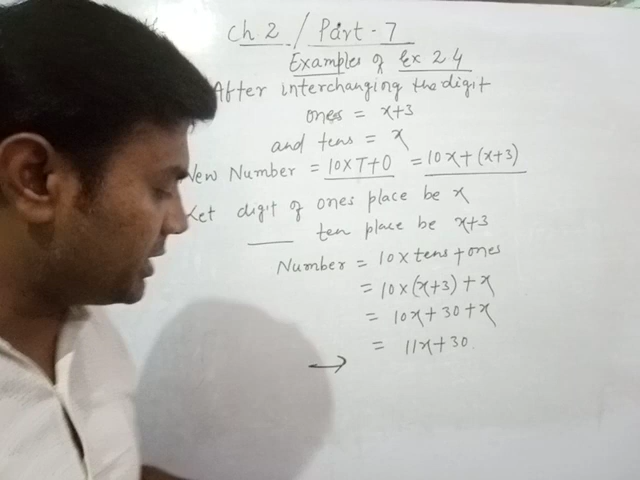 Ch 2 / Part - 7
Examples of Ex 2.4
After interchanging the digit
ones = x+3
and tens = x
New Number = 10xT+O = 10x+(x+3)
Let digit of ones place be x
ten place be x+3
Number = 10 x tens + ones
= 10 x (x+3) + x
= 10x + 30 + x
= 11x + 30.
→